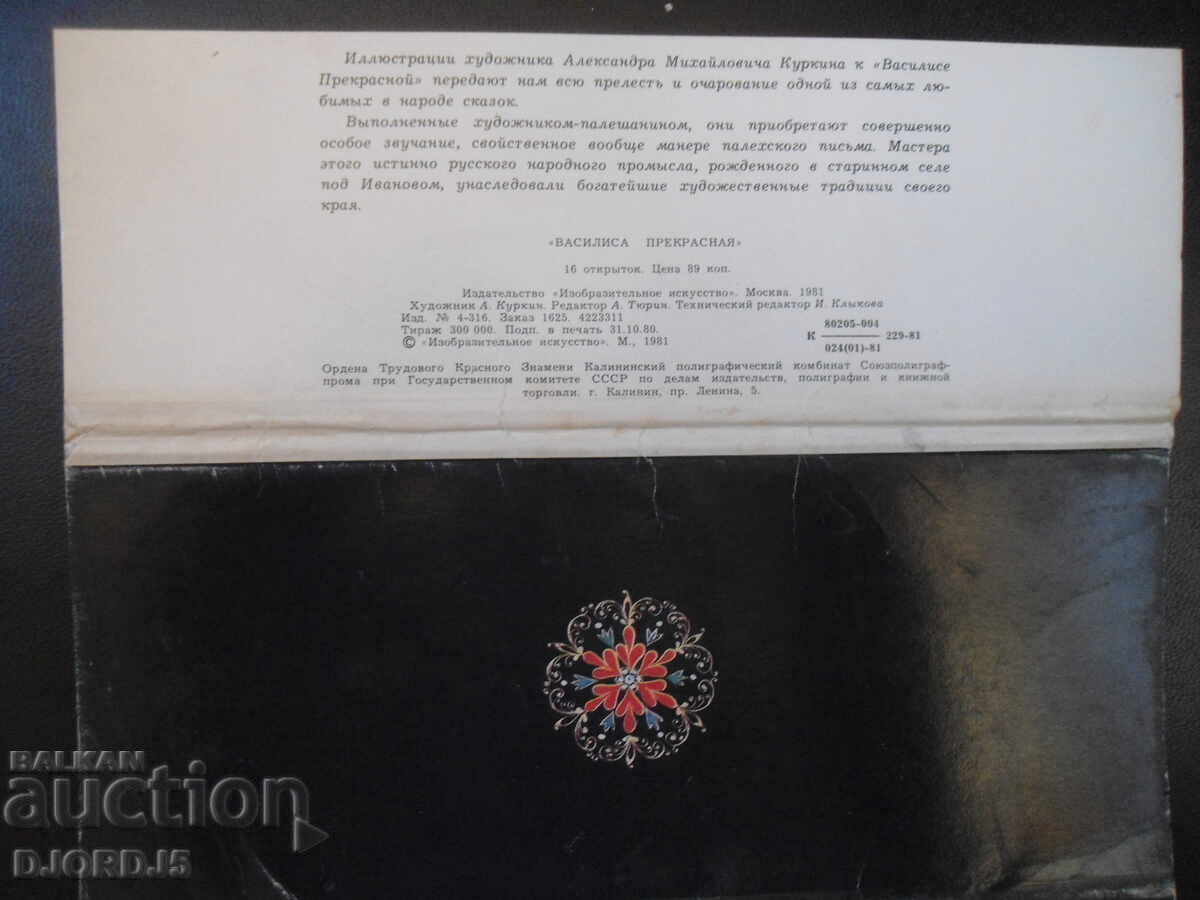 Иллюстрации художника Александра Михайловича Куркина к «Василисе
Прекрасной» передают нам всю прелесть и очарование одной из самых лю-
бимых в народе сказок.
Выполненные художником-палешанином, они приобретают совершенно
особое звучание, свойственное вообще манере палехского письма. Мастера
этого истинно русского народного промысла, рожденного в старинном селе
под Ивановом, унаследовали богатейшие художественные традиции своего
края.
«ВАСИЛИСА ПРЕКРАСНАЯ»
16 открыток. Цена 89 коп.
Издательство «Изобразительное искусство». Москва. 1981
Художник А. Куркин. Редактор А. Тюрин. Технический редактор И. Клыкова
Изд. № 4-316. Заказ 1625. 4223311
Тираж 300 000. Подп. в печать 31.10.80.
© «Изобразительное искусство». М., 1981
80205-004
К 229-81
024(01)-81
Ордена Трудового Красного Знамени Калининский полиграфический комбинат Союзполиграф-
прома при Государственном комитете СССР по делам издательств, полиграфии и книжной
торговли. г. Калинин, пр. Ленина, 5.
BALKAN
auction
DJORDJ5